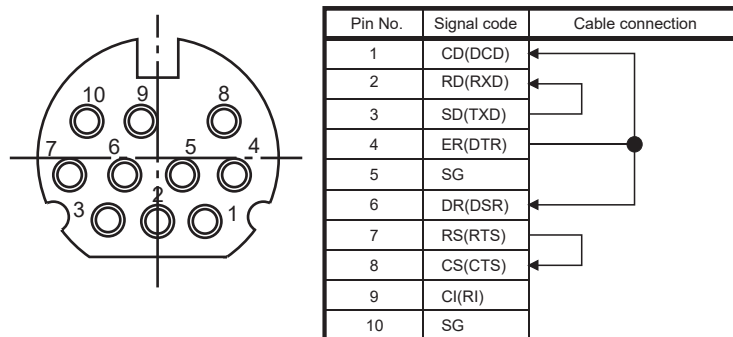 10 9 8
7 6 5 4
3 2 1
Pin No. Signal code Cable connection
1 CD(DCD)
2 RD(RXD)
3 SD(TXD)
4 ER(DTR)
5 SG
6 DR(DSR)
7 RS(RTS)
8 CS(CTS)
9 CI(RI)
10 SG